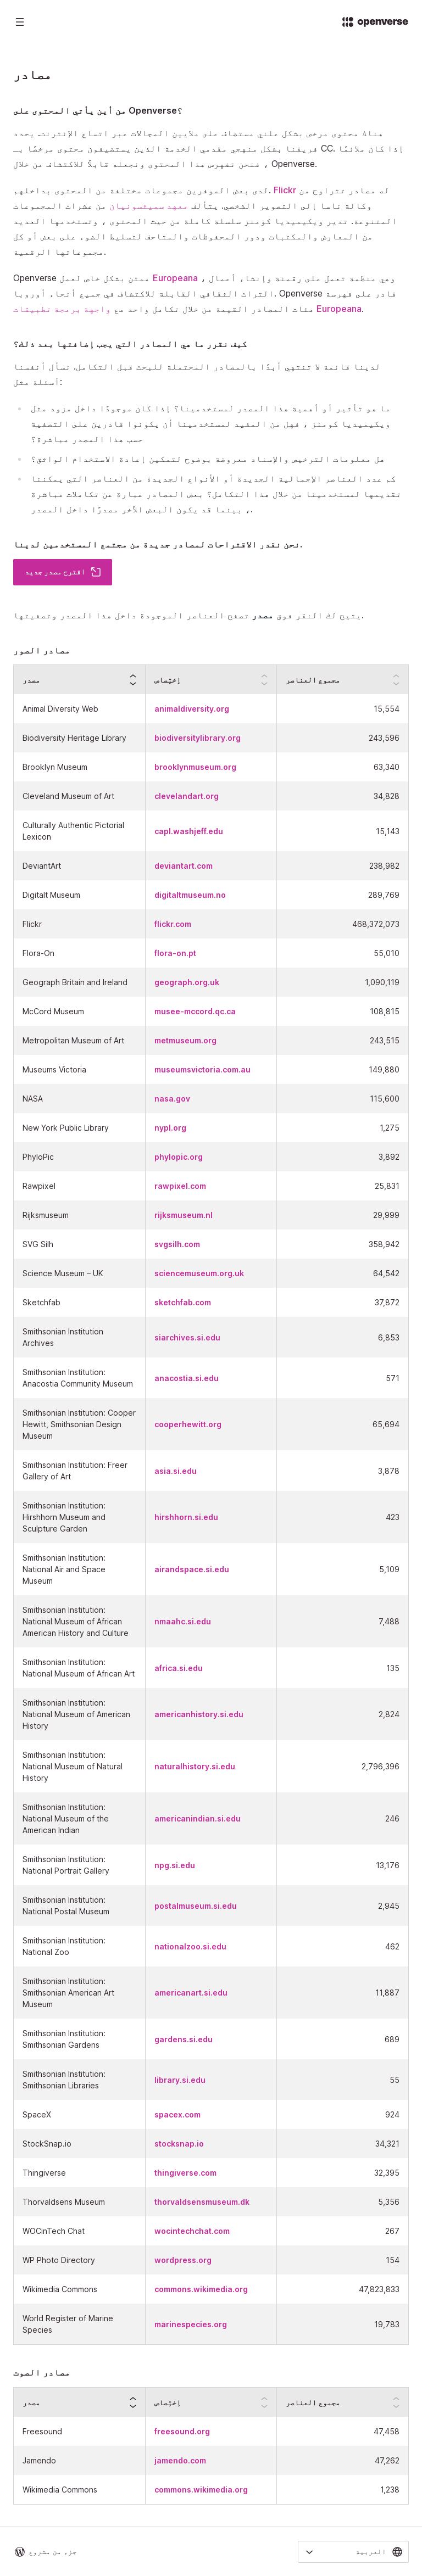 openverse
مصادر
من أين يأتي المحتوى على Openverse؟
هناك محتوى مرخص بشكل علني مستضاف على ملايين المجالات عبر اتساع الإنترنت. يحدد
فريقنا بشكل منهجي مقدمي الخدمة الذين يستضيفون محتوى مرخصًا بـ CC. إذا كان ملائمًا
، فنحن نفهرس هذا المحتوى ونجعله قابلاً للاكتشاف من خلال Openverse.
لدى بعض الموفرين مجموعات مختلفة من المحتوى بداخلهم. Flickr له مصادر تتراوح من
وكالة ناسا إلى التصوير الشخصي. يتألف معهد سميثسونيان من عشرات المجموعات
المتنوعة. تدير ويكيميديا كومنز سلسلة كاملة من حيث المحتوى ، وتستخدمها العديد
من المعارض والمكتبات ودور المحفوظات والمتاحف لتسليط الضوء على بعض أو كل
مجموعاتها الرقمية.
Openverse ممتن بشكل خاص لعمل Europeana ، وهي منظمة تعمل على رقمنة وإنشاء أعمال
التراث الثقافي القابلة للاكتشاف في جميع أنحاء أوروبا. Openverse قادر على فهرسة
مئات المصادر القيمة من خلال تكامل واحد مع واجهة برمجة تطبيقات Europeana.
كيف نقرر ما هي المصادر التي يجب إضافتها بعد ذلك؟
لدينا قائمة لا تنتهي أبدًا بالمصادر المحتملة للبحث قبل التكامل. نسأل أنفسنا
أسئلة مثل:
ما هو تأثير أو أهمية هذا المصدر لمستخدمينا؟ إذا كان موجودًا داخل مزود مثل
ويكيميديا كومنز ، فهل من المفيد لمستخدمينا أن يكونوا قادرين على التصفية
حسب هذا المصدر مباشرة؟
هل معلومات الترخيص والإسناد معروضة بوضوح لتمكين إعادة الاستخدام الواثق؟
كم عدد العناصر الإجمالية الجديدة أو الأنواع الجديدة من العناصر التي يمكننا
تقديمها لمستخدمينا من خلال هذا التكامل؟ بعض المصادر عبارة عن تكاملات مباشرة
، بينما قد يكون البعض الآخر مصدرًا داخل المصدر.
نحن نقدر الاقتراحات لمصادر جديدة من مجتمع المستخدمين لدينا.
اقترح مصدر جديد
يتيح لك النقر فوق مصدر تصفح العناصر الموجودة داخل هذا المصدر وتصفيتها.
مصادر الصور
مصدر إختِصاص مجموع العناصر
Animal Diversity Web animaldiversity.org 15,554
Biodiversity Heritage Library biodiversitylibrary.org 243,596
Brooklyn Museum brooklynmuseum.org 63,340
Cleveland Museum of Art clevelandart.org 34,828
Culturally Authentic Pictorial
Lexicon capl.washjeff.edu 15,143
DeviantArt deviantart.com 238,982
Digitalt Museum digitaltmuseum.no 289,769
Flickr flickr.com 468,372,073
Flora-On flora-on.pt 55,010
Geograph Britain and Ireland geograph.org.uk 1,090,119
McCord Museum musee-mccord.qc.ca 108,815
Metropolitan Museum of Art metmuseum.org 243,515
Museums Victoria museumsvictoria.com.au 149,880
NASA nasa.gov 115,600
New York Public Library nypl.org 1,275
PhyloPic phylopic.org 3,892
Rawpixel rawpixel.com 25,831
Rijksmuseum rijksmuseum.nl 29,999
SVG Silh svgsilh.com 358,942
Science Museum – UK sciencemuseum.org.uk 64,542
Sketchfab sketchfab.com 37,872
Smithsonian Institution
Archives siarchives.si.edu 6,853
Smithsonian Institution:
Anacostia Community Museum anacostia.si.edu 571
Smithsonian Institution: Cooper
Hewitt, Smithsonian Design
Museum cooperhewitt.org 65,694
Smithsonian Institution: Freer
Gallery of Art asia.si.edu 3,878
Smithsonian Institution:
Hirshhorn Museum and
Sculpture Garden hirshhorn.si.edu 423
Smithsonian Institution:
National Air and Space
Museum airandspace.si.edu 5,109
Smithsonian Institution:
National Museum of African
American History and Culture nmaahc.si.edu 7,488
Smithsonian Institution:
National Museum of African Art africa.si.edu 135
Smithsonian Institution:
National Museum of American
History americanhistory.si.edu 2,824
Smithsonian Institution:
National Museum of Natural
History naturalhistory.si.edu 2,796,396
Smithsonian Institution:
National Museum of the
American Indian americanindian.si.edu 246
Smithsonian Institution:
National Portrait Gallery npg.si.edu 13,176
Smithsonian Institution:
National Postal Museum postalmuseum.si.edu 2,945
Smithsonian Institution:
National Zoo nationalzoo.si.edu 462
Smithsonian Institution:
Smithsonian American Art
Museum americanart.si.edu 11,887
Smithsonian Institution:
Smithsonian Gardens gardens.si.edu 689
Smithsonian Institution:
Smithsonian Libraries library.si.edu 55
SpaceX spacex.com 924
StockSnap.io stocksnap.io 34,321
Thingiverse thingiverse.com 32,395
Thorvaldsens Museum thorvaldsensmuseum.dk 5,356
WOCinTech Chat wocintechchat.com 267
WP Photo Directory wordpress.org 154
Wikimedia Commons commons.wikimedia.org 47,823,833
World Register of Marine
Species marinespecies.org 19,783
مصادر الصوت
مصدر إختِصاص مجموع العناصر
Freesound freesound.org 47,458
Jamendo jamendo.com 47,262
Wikimedia Commons commons.wikimedia.org 1,238
العربية
جزء من مشروع